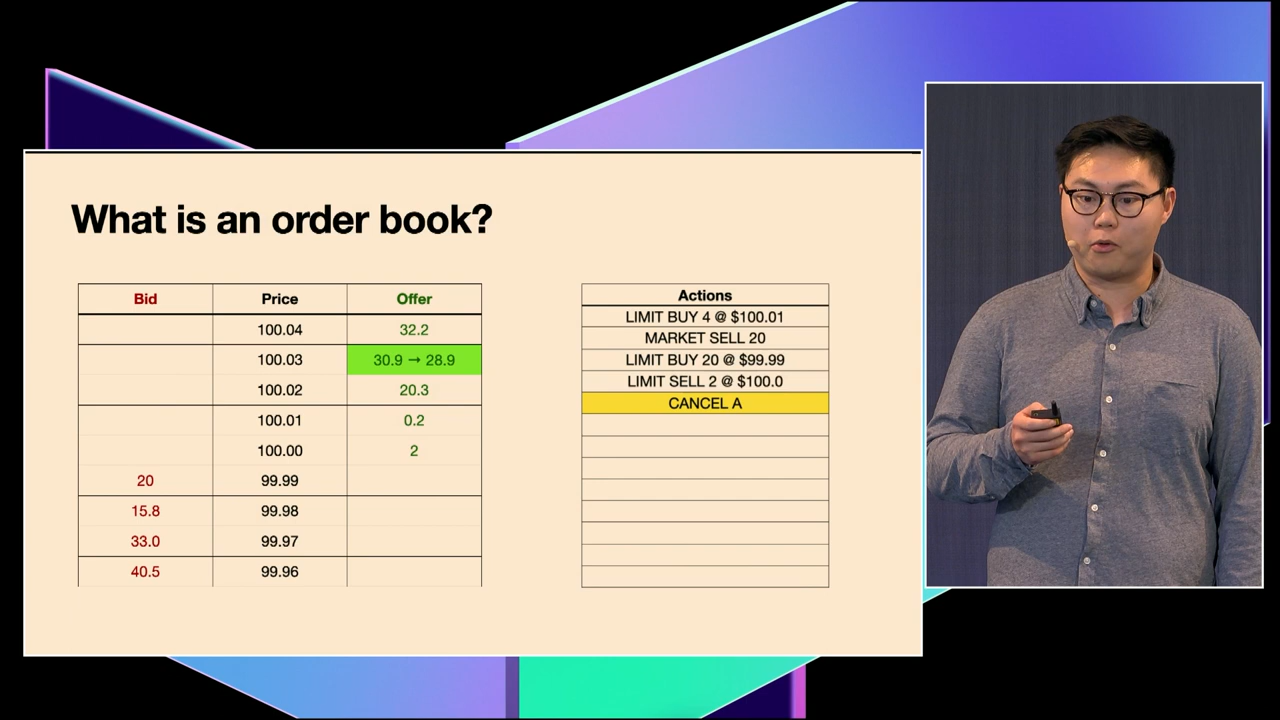 What is an order book?
Bid Price Offer
100.04 32.2
100.03 30.9 → 28.9
100.02 20.3
100.01 0.2
100.00 2
20 99.99
15.8 99.98
33.0 99.97
40.5 99.96
Actions
LIMIT BUY 4 @ $100.01
MARKET SELL 20
LIMIT BUY 20 @ $99.99
LIMIT SELL 2 @ $100.0
CANCEL A